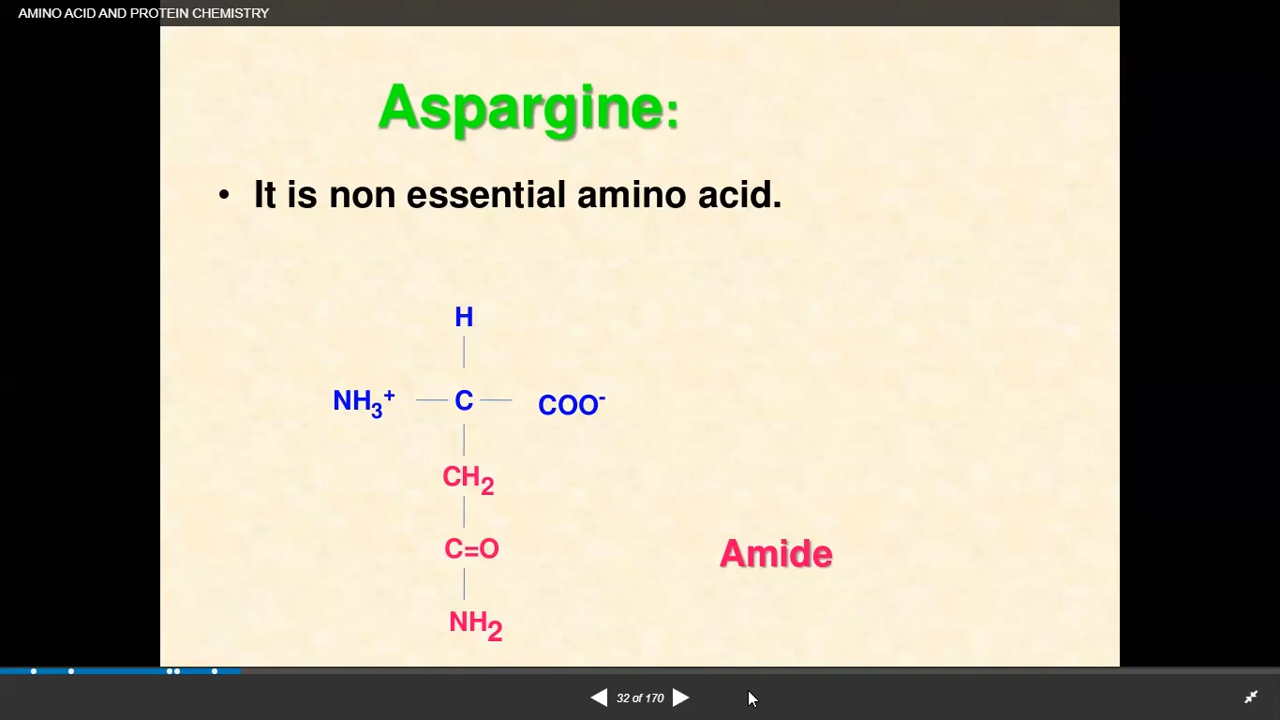 AMINO ACID AND PROTEIN CHEMISTRY
Aspargine:
• It is non essential amino acid.
H
NH₃⁺ C COO⁻
CH₂
C=O
Amide
NH₂
32 of 170